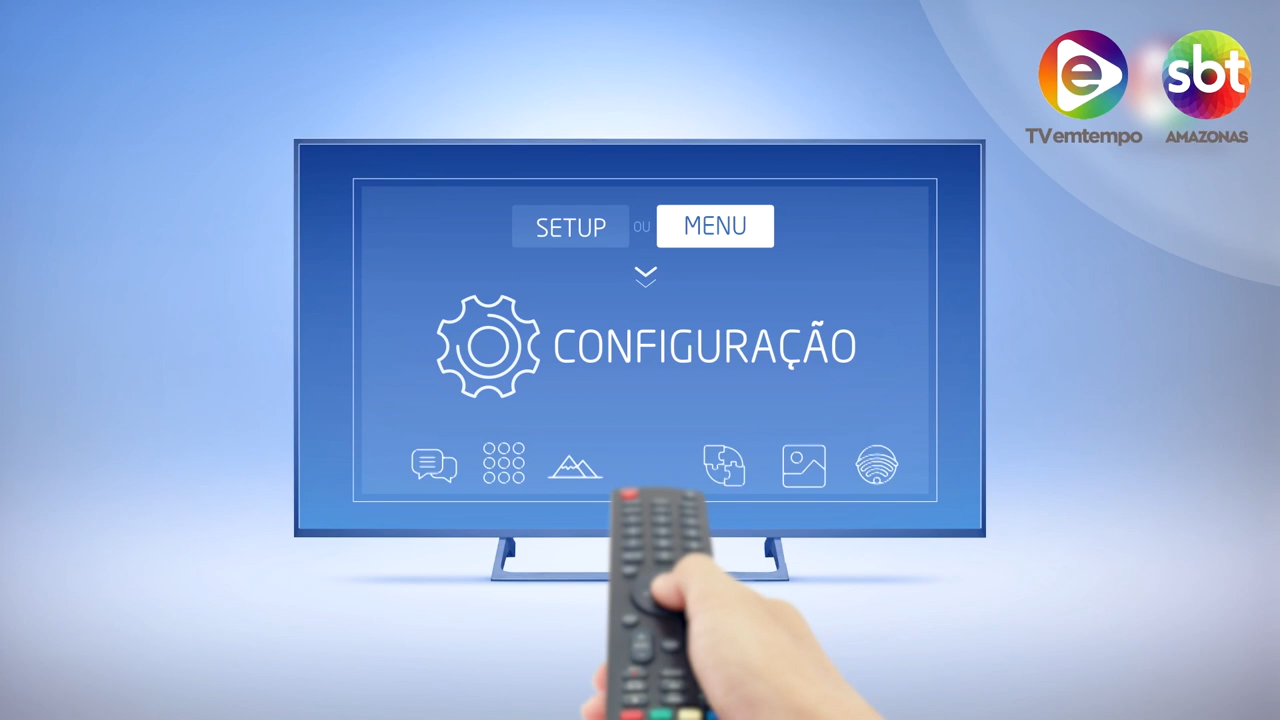 e
sbt
TVemtempo
AMAZONAS
SETUP OU MENU
CONFIGURAÇÃO